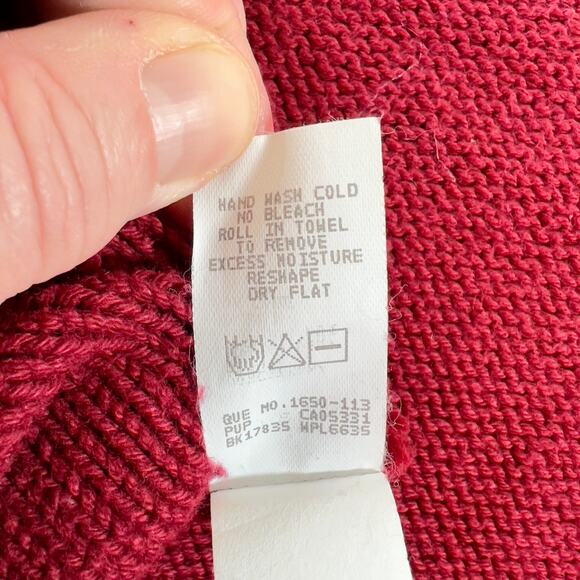 HAND WASH COLD
NO BLEACH
ROLL IN TOWEL
TO REMOVE
EXCESS MOISTURE
RESHAPE
DRY FLAT
QUE NO.1650-113
PUP CA05331
BK17835 WPL6635